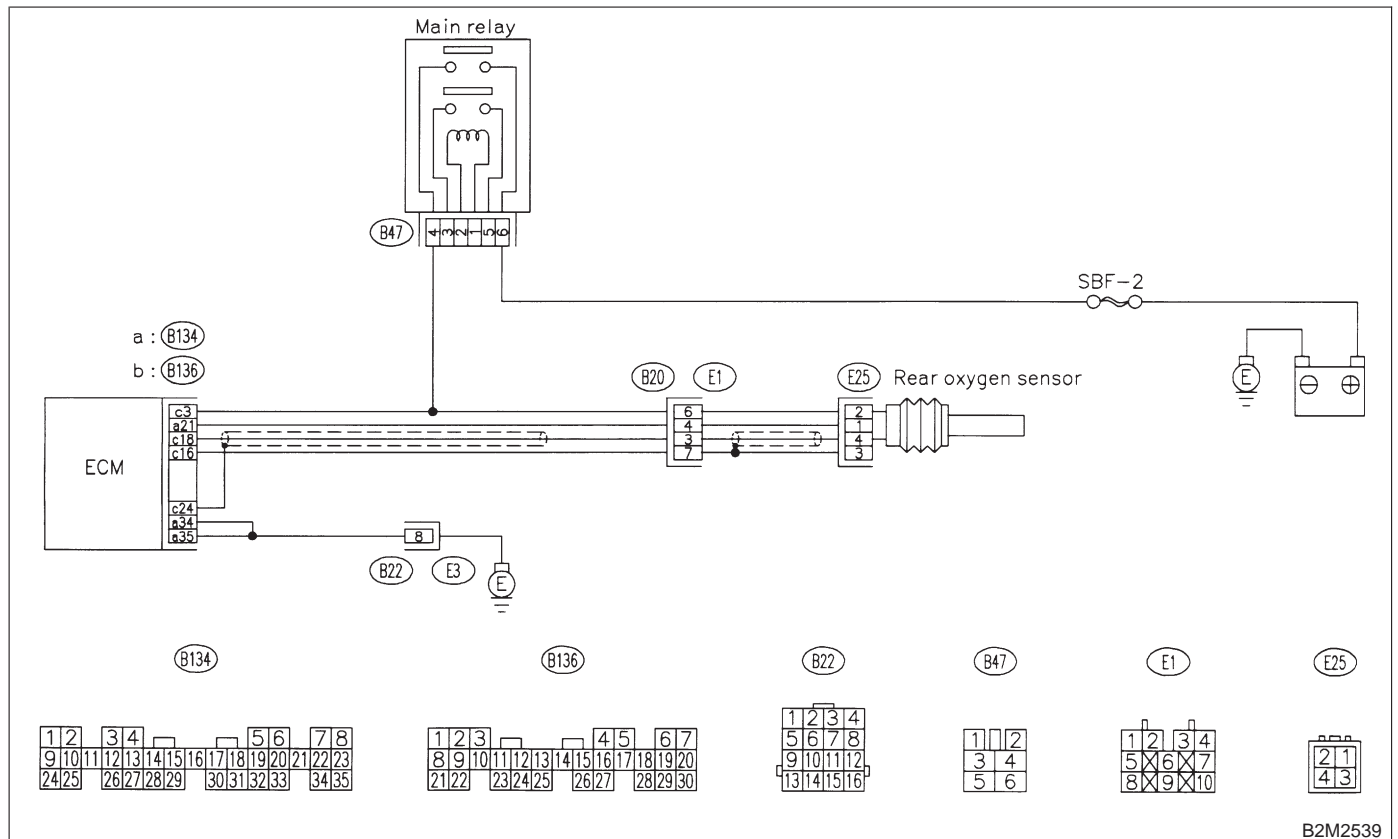 Main relay
B47
4 3 2 1 5 6
SBF-2
a : B134
b : B136
B20 E1 E25 Rear oxygen sensor
E
c3 6 2
a21 4 1
c18 3 4
c16 7 3
ECM
c24
a34
a35 8
B22 E3 E
B134 B136 B22 B47 E1 E25
1 2 3 4 5 6 7 8
9 10 11 12 13 14 15 16 17 18 19 20 21 22 23
24 25 26 27 28 29 30 31 32 33 34 35
1 2 3 4 5 6 7
8 9 10 11 12 13 14 15 16 17 18 19 20
21 22 23 24 25 26 27 28 29 30
1 2 3 4
5 6 7 8
9 10 11 12
13 14 15 16
1 2
3 4
5 6
1 2 3 4
5 6 7
8 9 10
2 1
4 3
B2M2539